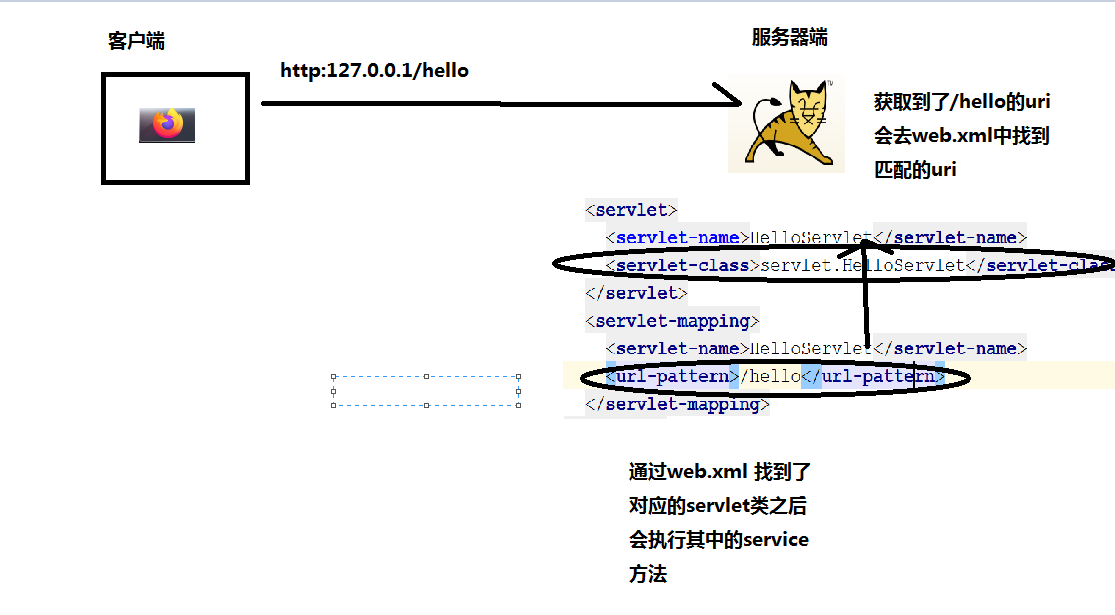 客户端
服务器端
http:127.0.0.1/hello
TM
获取到了/hello的uri
会去web.xml中找到
匹配的uri
<servlet>
<servlet-name>HelloServlet</servlet-name>
<servlet-class>servlet.HelloServlet</servlet-clas
</servlet>
<servlet-mapping>
<servlet-name>HelloServlet</servlet-name>
<url-pattern>/hello</url-pattern>
</servlet-mapping>
通过web.xml 找到了
对应的servlet类之后
会执行其中的service
方法